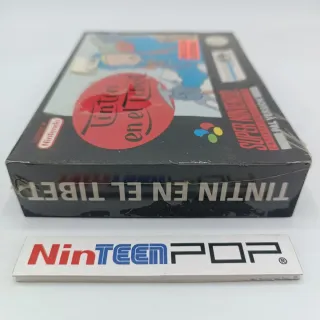 Tintin
en el Tibet
Nintendo
SUPER NINTENDO
TINTIN EN EL TIBET
NinTEENPOP®